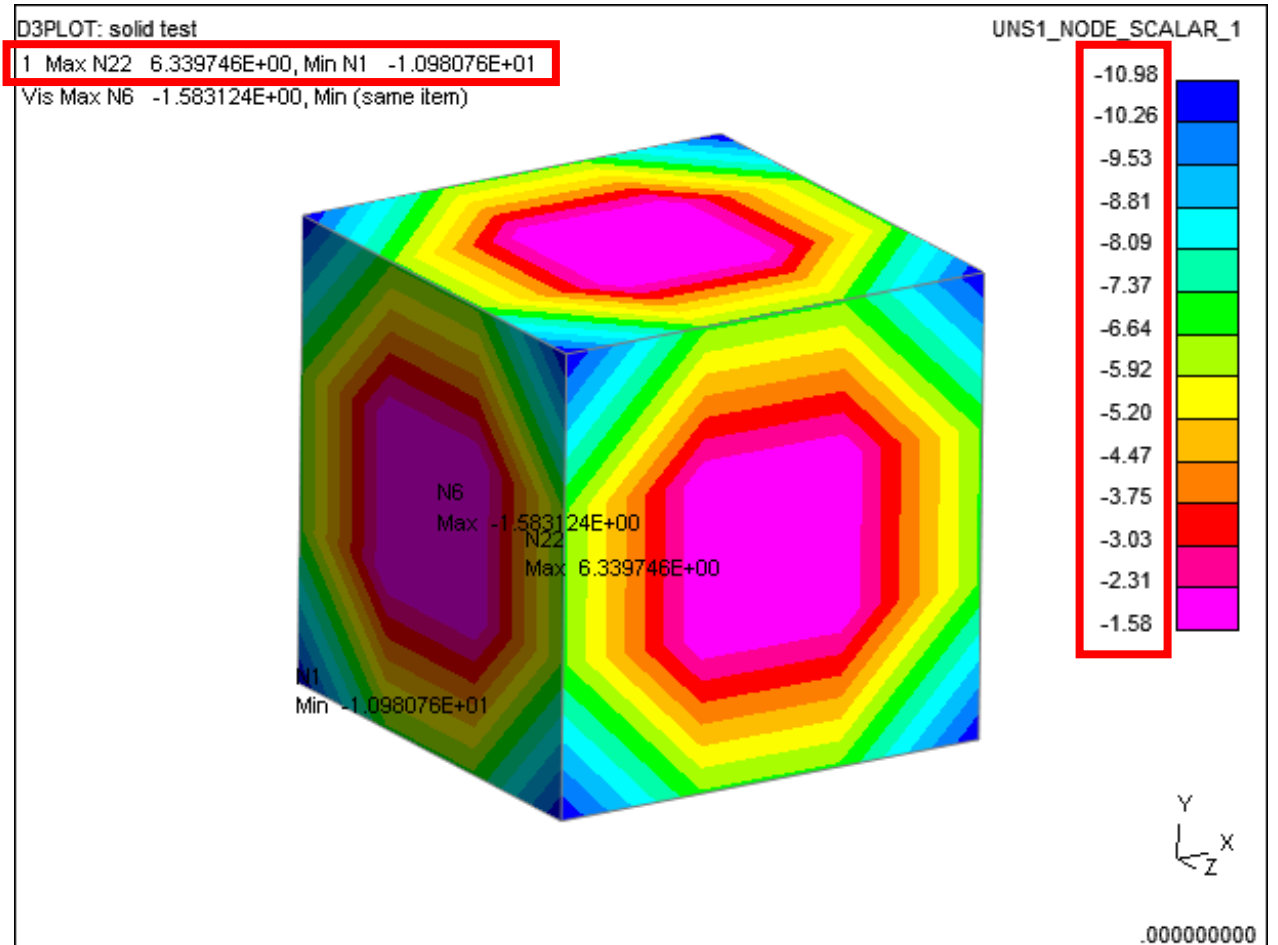 D3PLOT: solid test
UNS1_NODE_SCALAR_1
1 Max N22 6.339746E+00, Min N1 -1.098076E+01
Vis Max N6 -1.583124E+00, Min (same item)
-10.98
-10.26
-9.53
-8.81
-8.09
-7.37
-6.64
-5.92
-5.20
-4.47
-3.75
-3.03
-2.31
-1.58
N6
Max -1.583124E+00
N22
Max 6.339746E+00
N1
Min -1.098076E+01
Y
X
Z
.000000000